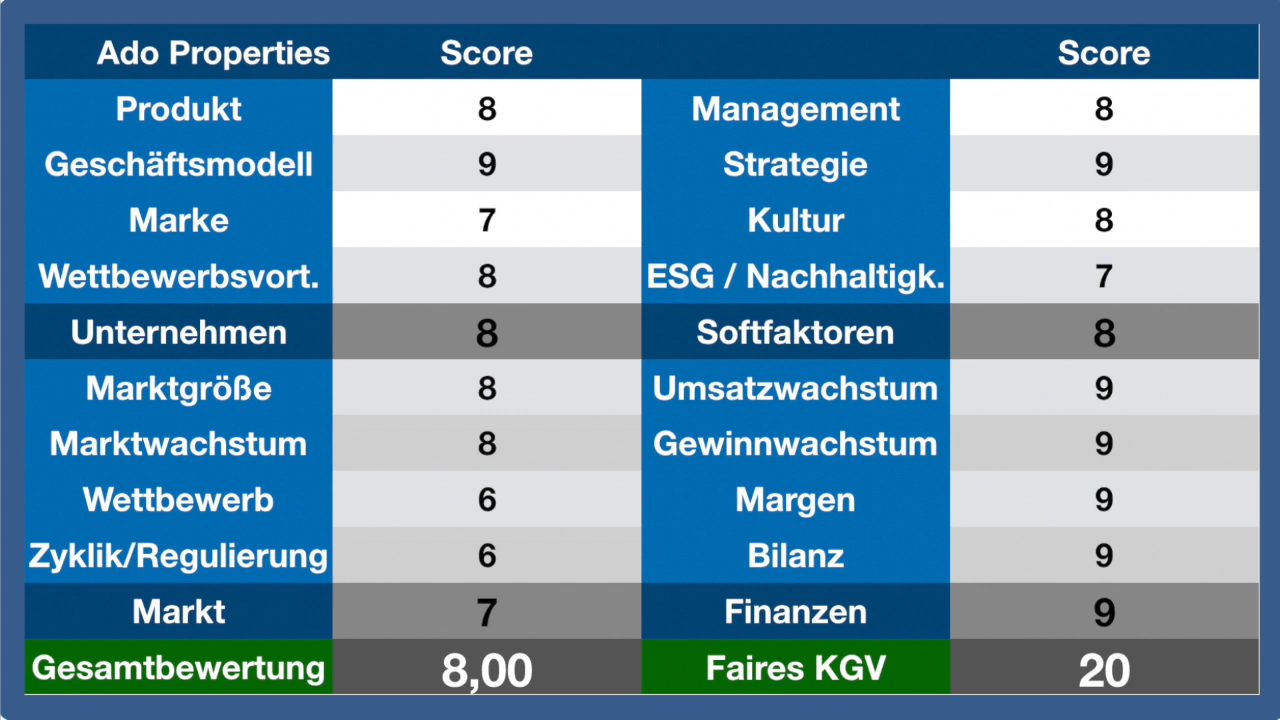 Ado Properties Score Score
Produkt 8 Management 8
Geschäftsmodell 9 Strategie 9
Marke 7 Kultur 8
Wettbewerbsvort. 8 ESG / Nachhaltigk. 7
Unternehmen 8 Softfaktoren 8
Marktgröße 8 Umsatzwachstum 9
Marktwachstum 8 Gewinnwachstum 9
Wettbewerb 6 Margen 9
Zyklik/Regulierung 6 Bilanz 9
Markt 7 Finanzen 9
Gesamtbewertung 8,00 Faires KGV 20